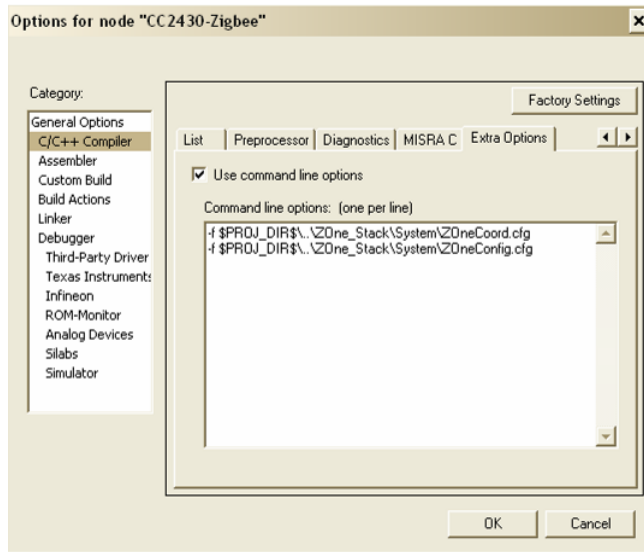 Options for node "CC2430-Zigbee"
Category:
General Options
C/C++ Compiler
Assembler
Custom Build
Build Actions
Linker
Debugger
Third-Party Driver
Texas Instruments
Infineon
ROM-Monitor
Analog Devices
Silabs
Simulator
Factory Settings
List Preprocessor Diagnostics MISRA C Extra Options
Use command line options
Command line options: (one per line)
-f $PROJ_DIR$\..\ZOne_Stack\System\ZOneCoord.cfg
-f $PROJ_DIR$\..\ZOne_Stack\System\ZOneConfig.cfg
OK Cancel